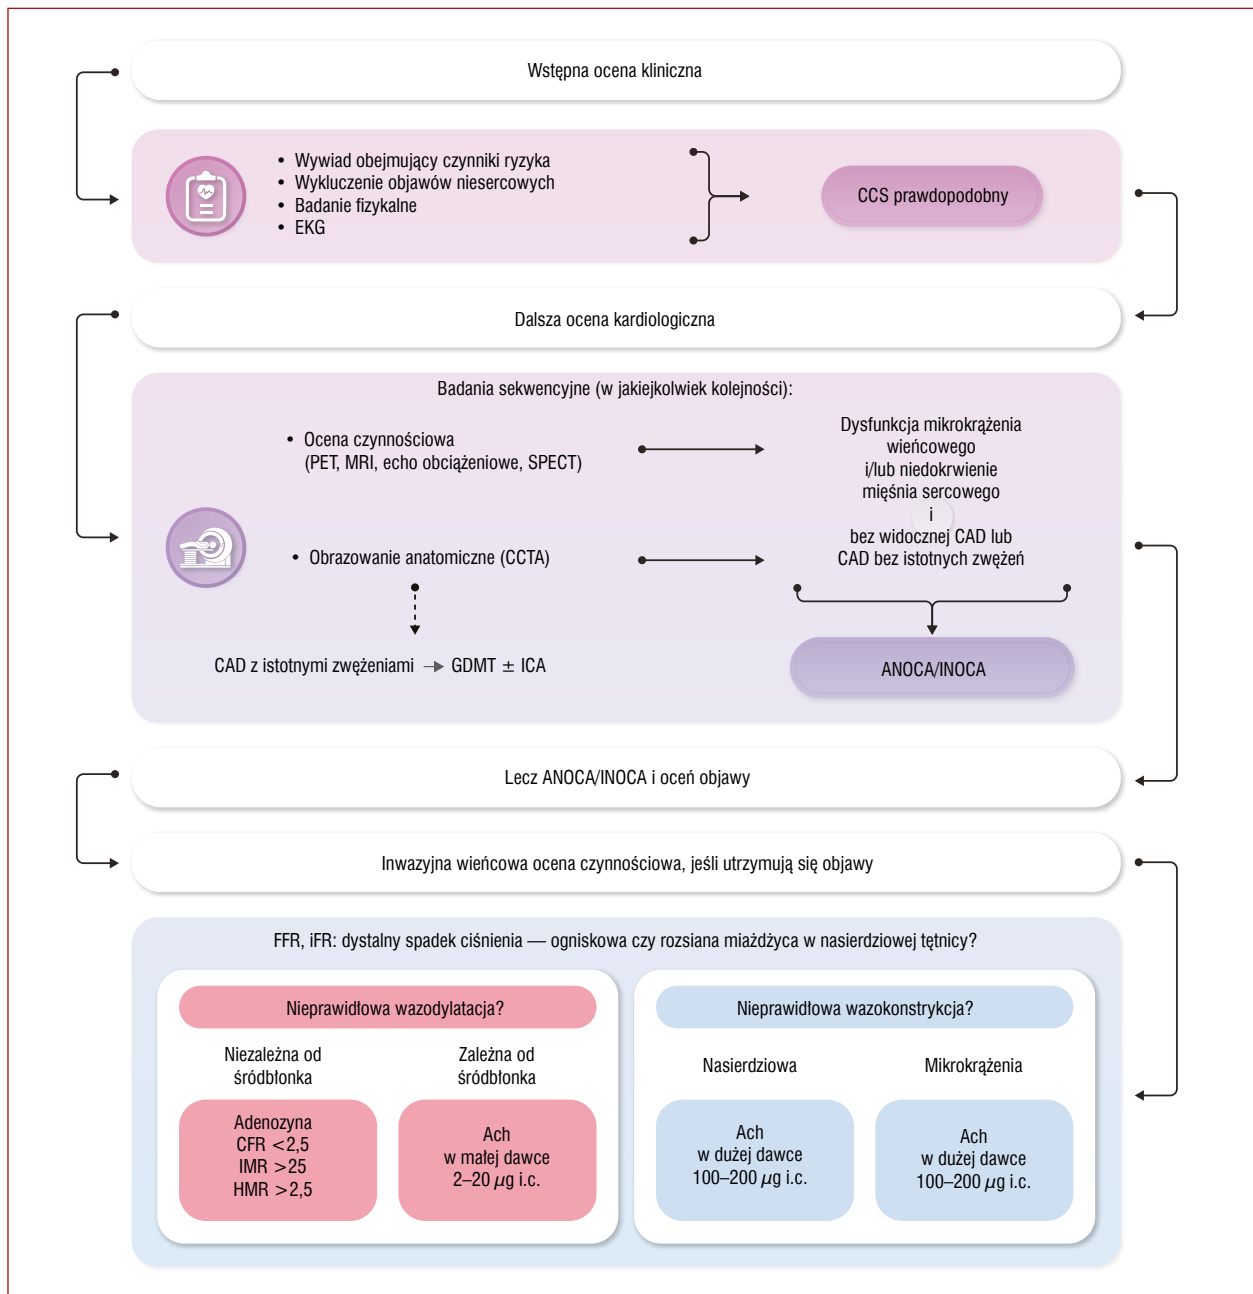 Wstępna ocena kliniczna
• Wywiad obejmujący czynniki ryzyka
• Wykluczenie objawów niesercowych
• Badanie fizykalne
• EKG
CCS prawdopodobny
Dalsza ocena kardiologiczna
Badania sekwencyjne (w jakiejkolwiek kolejności):
• Ocena czynnościowa
(PET, MRI, echo obciążeniowe, SPECT)
Dysfunkcja mikrokrążenia
wieńcowego
i/lub niedokrwienie
mięśnia sercowego
i
bez widocznej CAD lub
CAD bez istotnych zwężeń
• Obrazowanie anatomiczne (CCTA)
CAD z istotnymi zwężeniami → GDMT ± ICA
ANOCA/INOCA
Lecz ANOCA/INOCA i oceń objawy
Inwazyjna wieńcowa ocena czynnościowa, jeśli utrzymują się objawy
FFR, iFR: dystalny spadek ciśnienia — ogniskowa czy rozsiana miażdżyca w nasierdziowej tętnicy?
Nieprawidłowa wazodylatacja?
Niezależna od
śródbłonka
Zależna od
śródbłonka
Adenozyna
CFR <2,5
IMR >25
HMR >2,5
Ach
w małej dawce
2–20 µg i.c.
Nieprawidłowa wazokonstrykcja?
Nasierdziowa
Mikrokrążenia
Ach
w dużej dawce
100–200 µg i.c.
Ach
w dużej dawce
100–200 µg i.c.